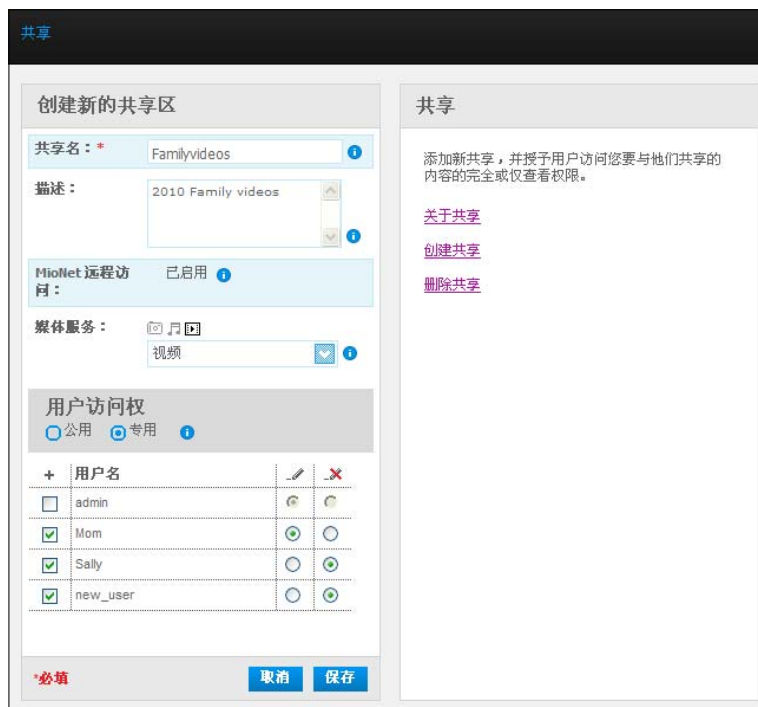 共享
创建新的共享区
共享名：*
Familyvideos
描述：
2010 Family videos
MioNet 远程访
问：
已启用
媒体服务：
视频
用户访问权
公用 专用
+ 用户名
admin
Mom
Sally
new_user
*必填
取消 保存
共享
添加新共享，并授予用户访问您要与他们共享的
内容的完全或仅查看权限。
关于共享
创建共享
删除共享